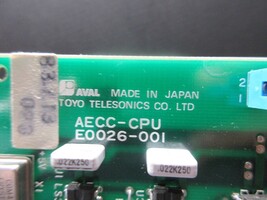 AVAL MADE IN JAPAN
TOYO TELESONICS CO. LTD
AECC-CPU
E0026-001
2
1
.022K250
.022K250